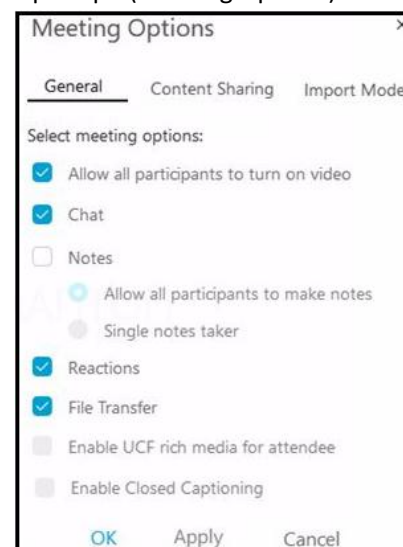 Meeting Options ×
General Content Sharing Import Mode
Select meeting options:
Allow all participants to turn on video
Chat
Notes
Allow all participants to make notes
Single notes taker
Reactions
File Transfer
Enable UCF rich media for attendee
Enable Closed Captioning
OK Apply Cancel